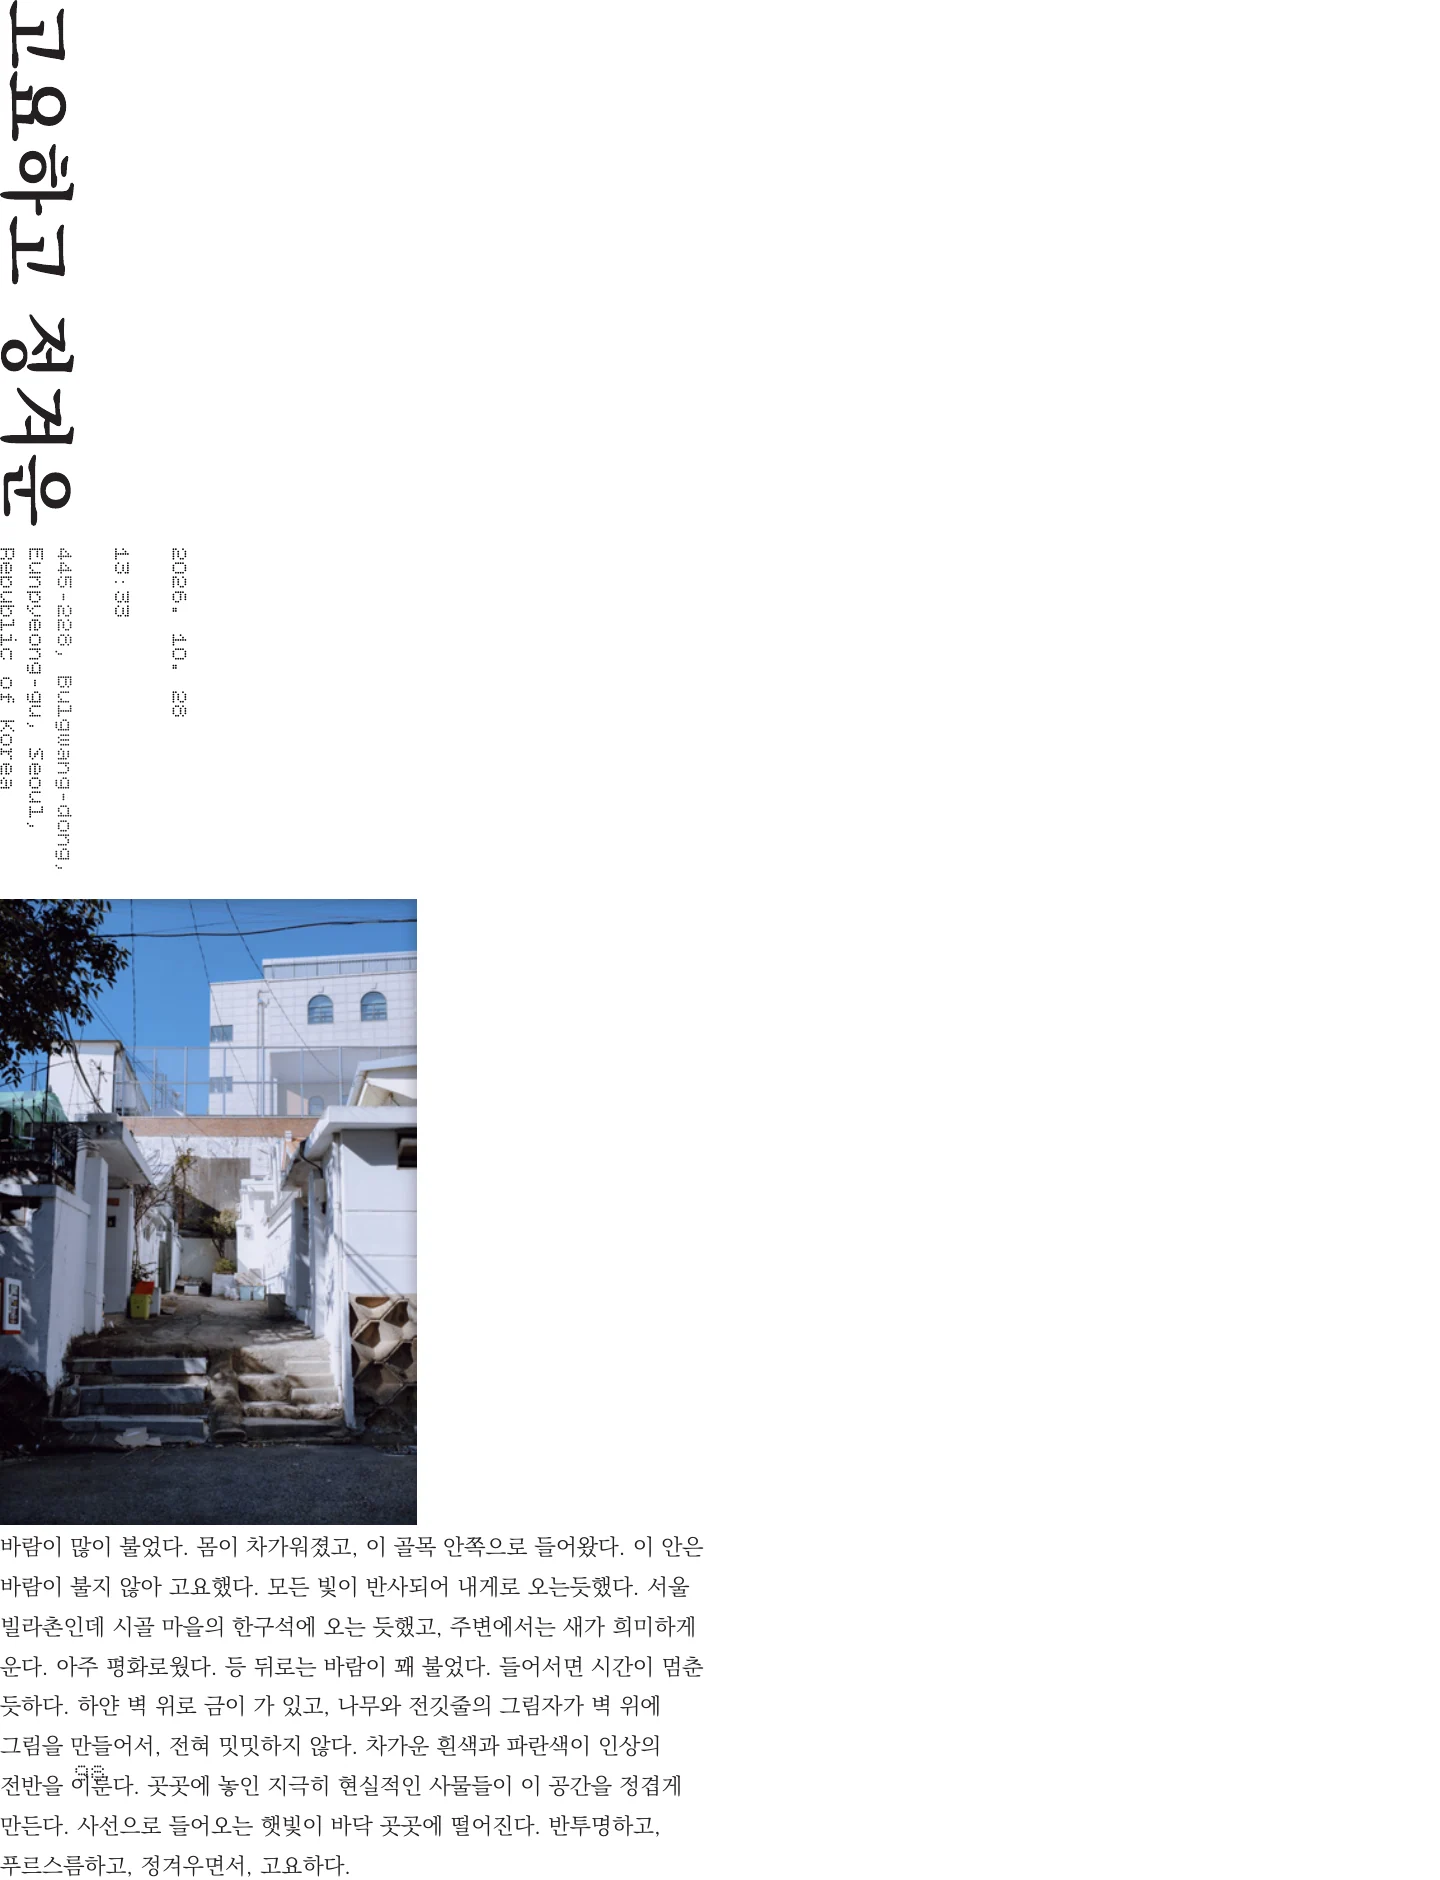 고요하고 정겨운
2026. 10. 28
13:33
445-228, Bulgwang-dong,
Eunpyeong-gu, Seoul,
Republic of Korea
바람이 많이 불었다. 몸이 차가워졌고, 이 골목 안쪽으로 들어왔다. 이 안은
바람이 불지 않아 고요했다. 모든 빛이 반사되어 내게로 오는듯했다. 서울
빌라촌인데 시골 마을의 한구석에 오는 듯했고, 주변에서는 새가 희미하게
운다. 아주 평화로웠다. 등 뒤로는 바람이 꽤 불었다. 들어서면 시간이 멈춘
듯하다. 하얀 벽 위로 금이 가 있고, 나무와 전깃줄의 그림자가 벽 위에
그림을 만들어서, 전혀 밋밋하지 않다. 차가운 흰색과 파란색이 인상의
전반을 이룬다. 곳곳에 놓인 지극히 현실적인 사물들이 이 공간을 정겹게
만든다. 사선으로 들어오는 햇빛이 바닥 곳곳에 떨어진다. 반투명하고,
푸르스름하고, 정겨우면서, 고요하다.